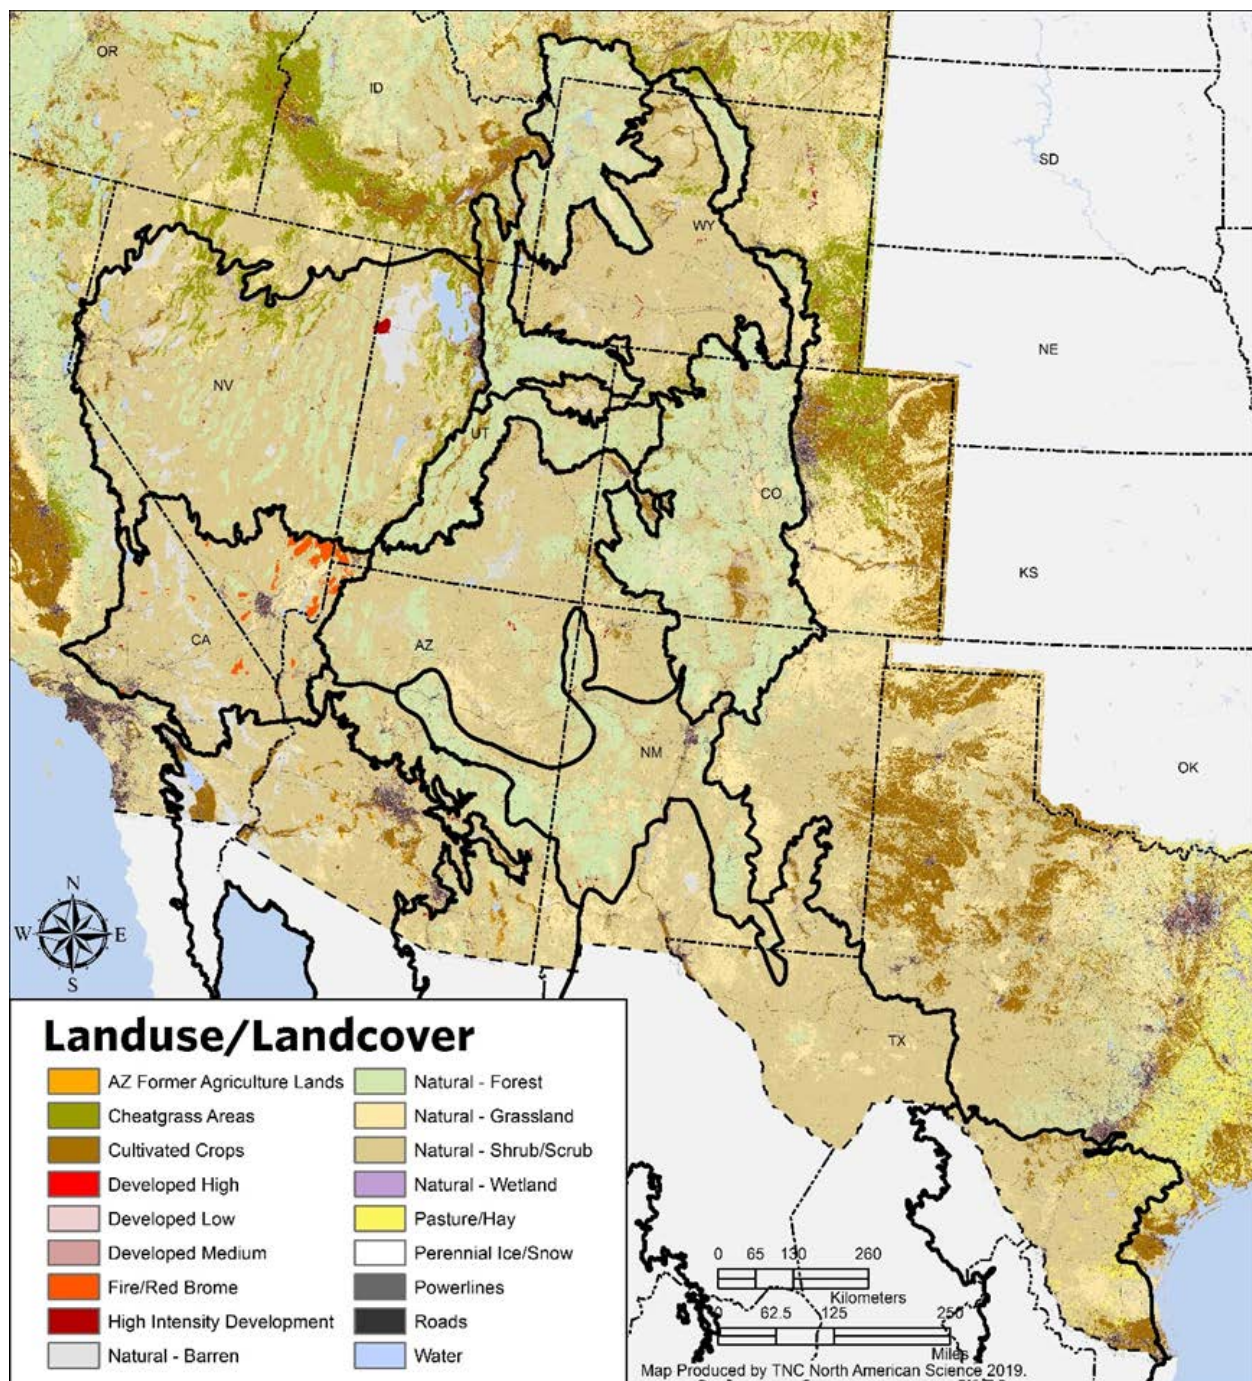 OR
ID
SD
WY
NE
NV
UT
CO
KS
CA
AZ
NM
OK
N
W E
S
TX
Landuse/Landcover
AZ Former Agriculture Lands
Cheatgrass Areas
Cultivated Crops
Developed High
Developed Low
Developed Medium
Fire/Red Brome
High Intensity Development
Natural - Barren
Natural - Forest
Natural - Grassland
Natural - Shrub/Scrub
Natural - Wetland
Pasture/Hay
Perennial Ice/Snow
Powerlines
Roads
Water
0 65 130 260
Kilometers
0 62.5 125 250
Miles
Map Produced by TNC North American Science 2019.